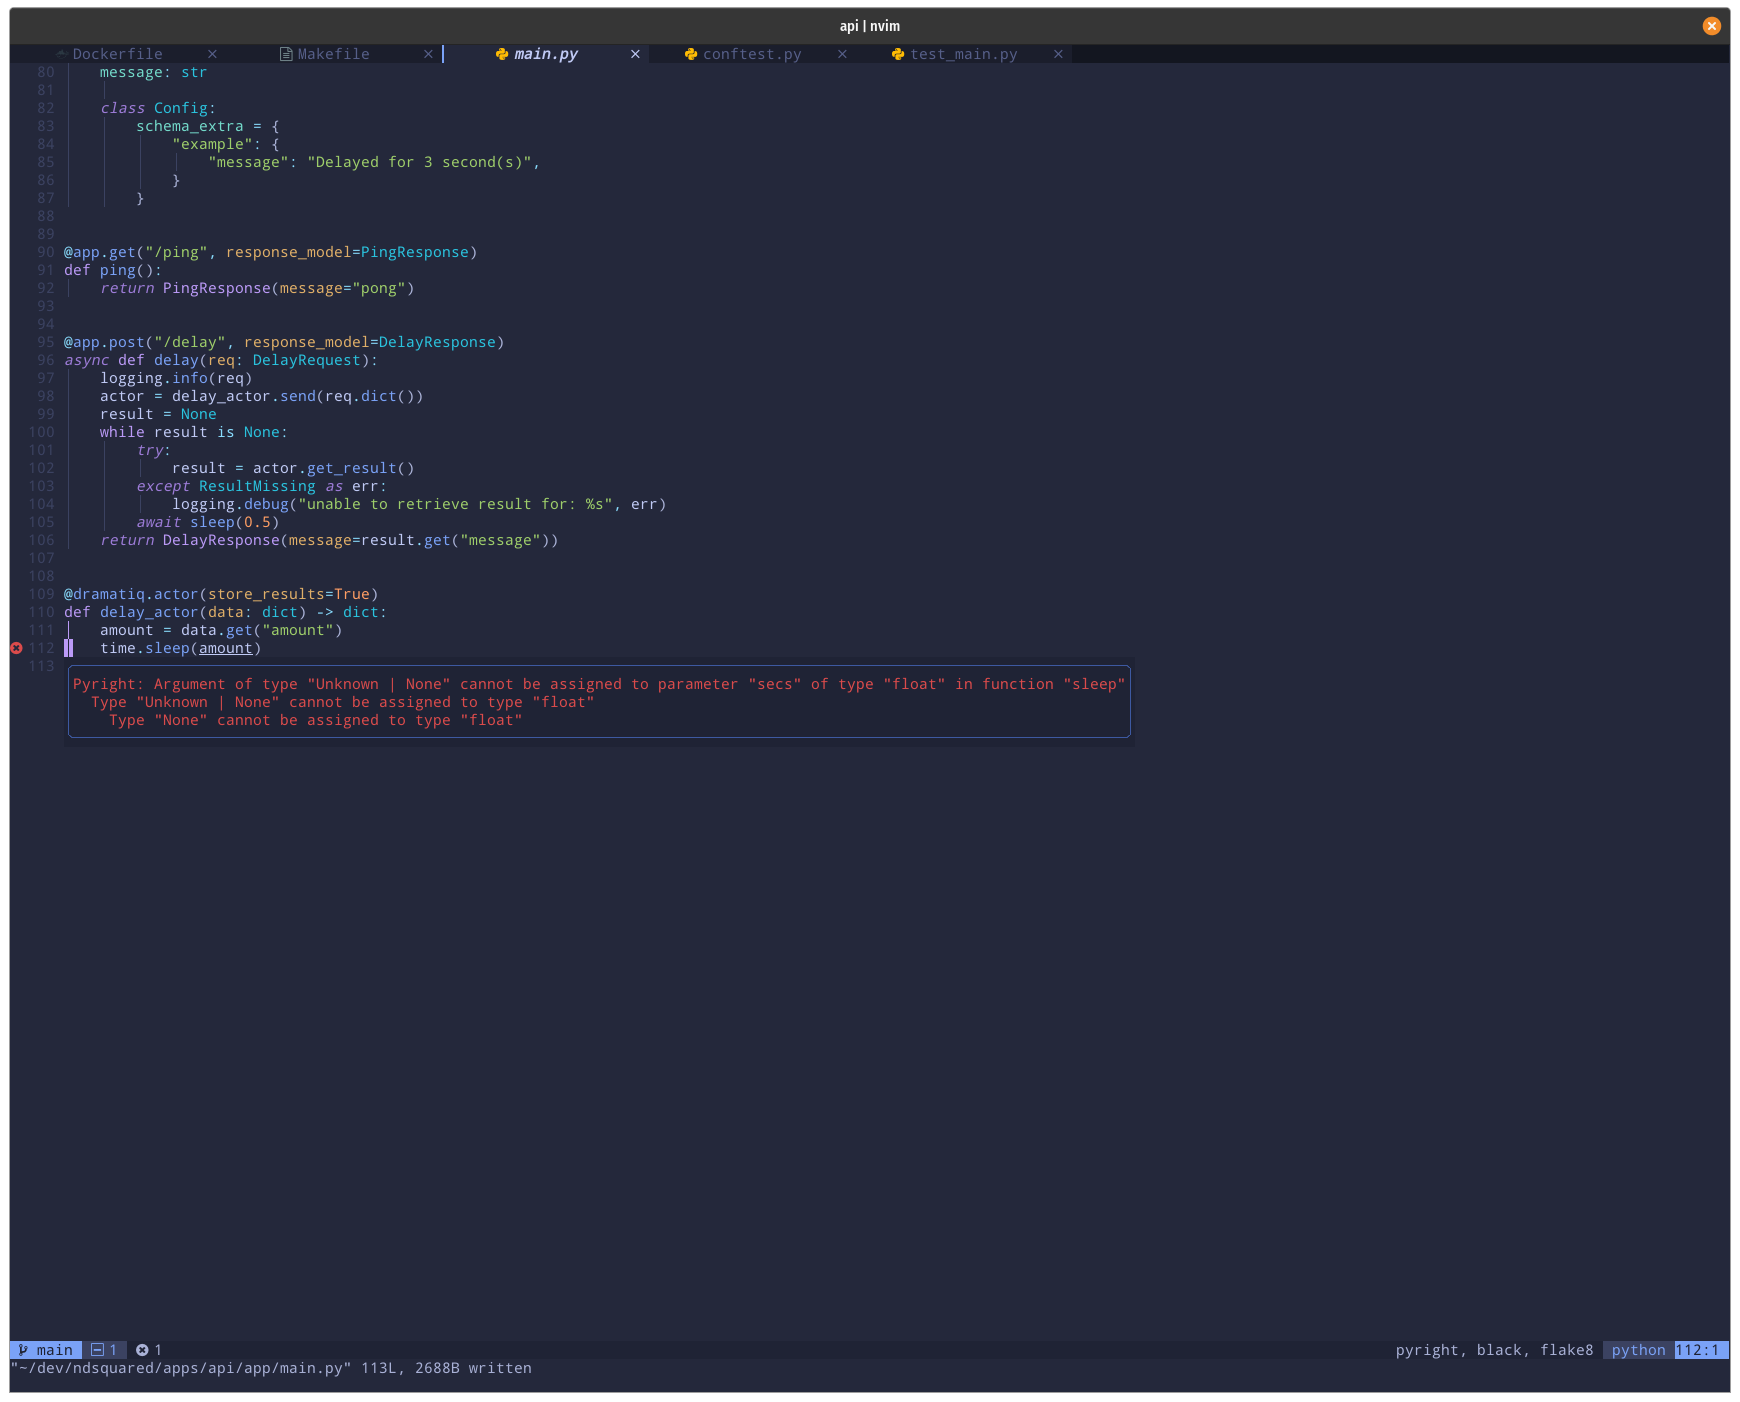 api | nvim
Dockerfile × Makefile × main.py × conftest.py × test_main.py ×
80     message: str
81
82     class Config:
83         schema_extra = {
84             "example": {
85                 "message": "Delayed for 3 second(s)",
86             }
87         }
88
89
90 @app.get("/ping", response_model=PingResponse)
91 def ping():
92     return PingResponse(message="pong")
93
94
95 @app.post("/delay", response_model=DelayResponse)
96 async def delay(req: DelayRequest):
97     logging.info(req)
98     actor = delay_actor.send(req.dict())
99     result = None
100     while result is None:
101         try:
102             result = actor.get_result()
103         except ResultMissing as err:
104             logging.debug("unable to retrieve result for: %s", err)
105         await sleep(0.5)
106     return DelayResponse(message=result.get("message"))
107
108
109 @dramatiq.actor(store_results=True)
110 def delay_actor(data: dict) -> dict:
111     amount = data.get("amount")
112     time.sleep(amount)
113
Pyright: Argument of type "Unknown | None" cannot be assigned to parameter "secs" of type "float" in function "sleep"
  Type "Unknown | None" cannot be assigned to type "float"
    Type "None" cannot be assigned to type "float"
main 1 1 pyright, black, flake8 python 112:1
"~/dev/ndsquared/apps/api/app/main.py" 113L, 2688B written